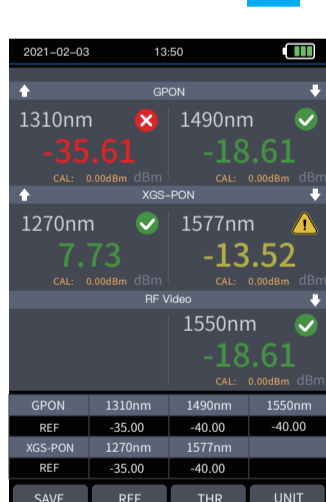 2021-02-03 13:50
GPON
1310nm 1490nm
-35.61 -18.61
CAL: 0.00dBm dBm CAL: 0.00dBm dBm
XGS-PON
1270nm 1577nm
7.73 -13.52
CAL: 0.00dBm dBm CAL: 0.00dBm dBm
RF Video
1550nm
-18.61
CAL: 0.00dBm dBm
GPON 1310nm 1490nm 1550nm
REF -35.00 -40.00 -40.00
XGS-PON 1270nm 1577nm
REF -35.00 -40.00
SAVE REF THR UNIT